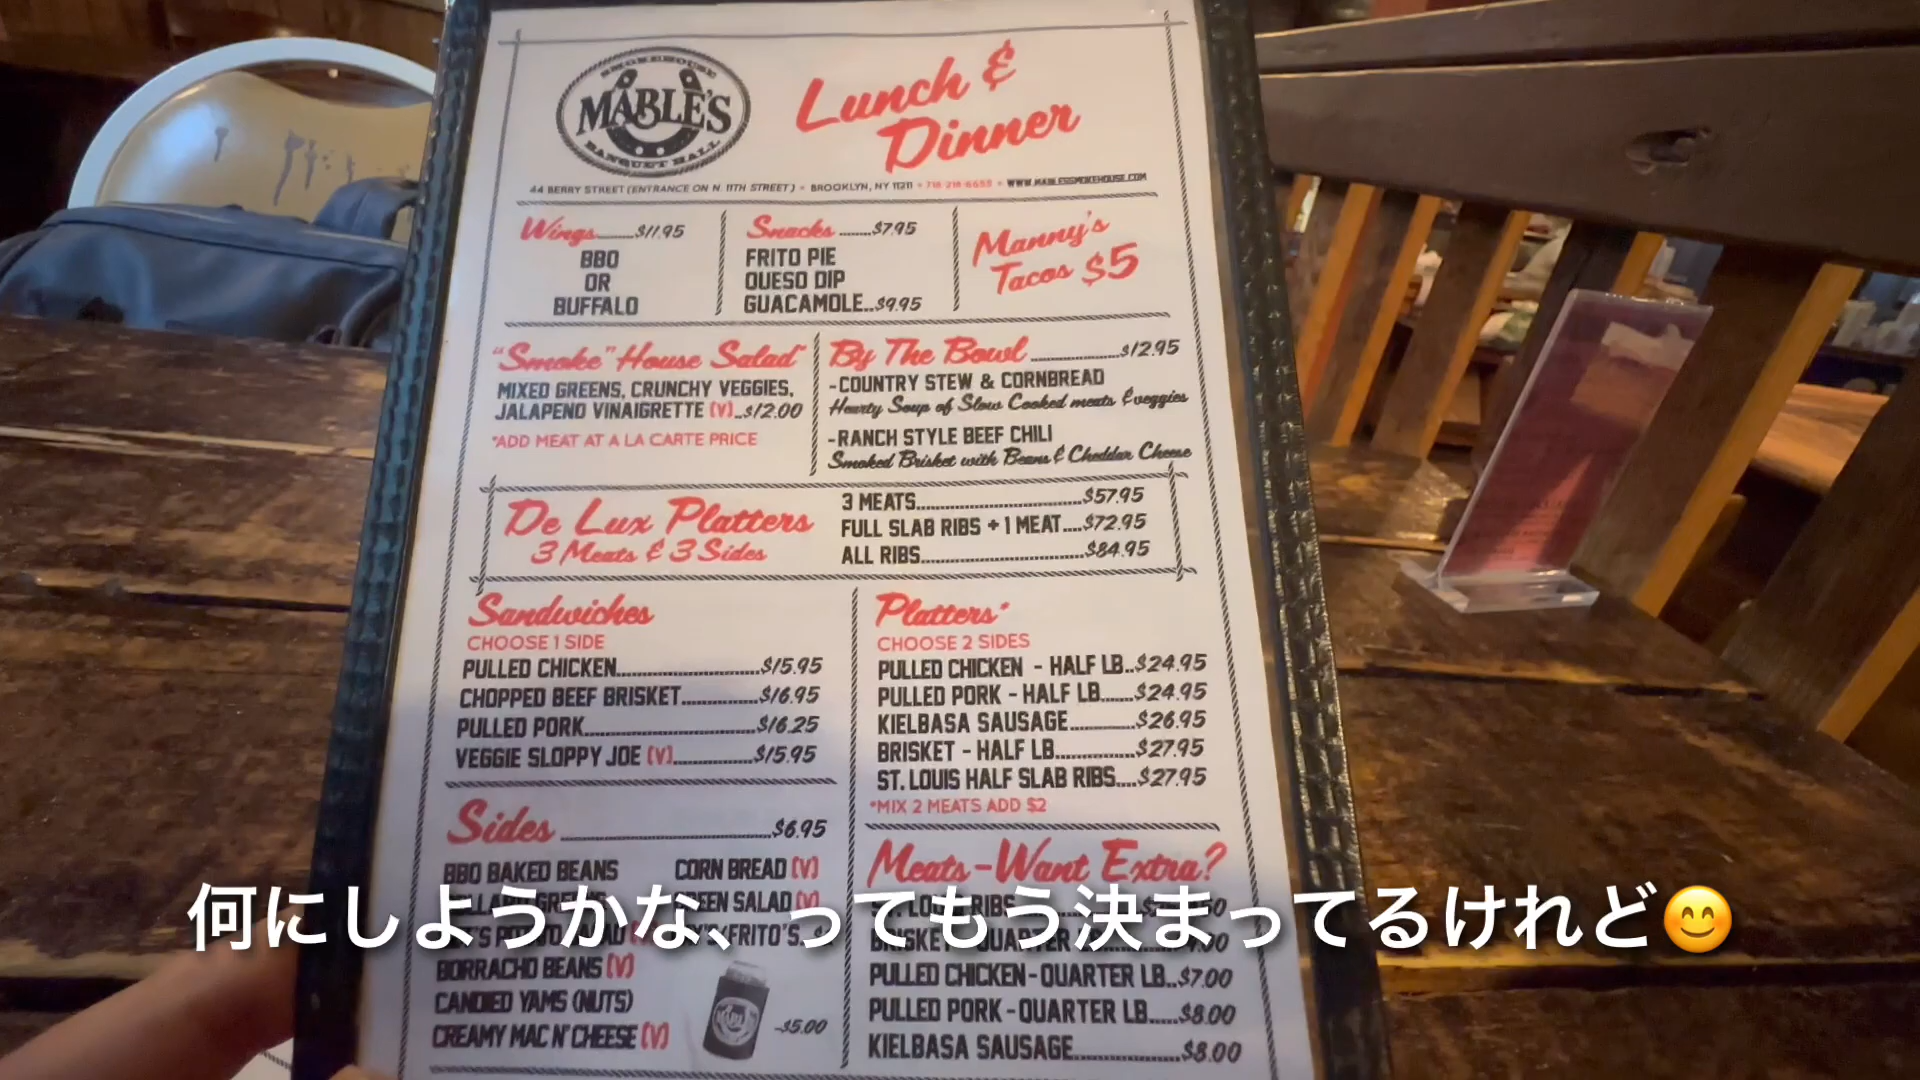 SMOKEHOUSE
MABLE'S
BANQUET HALL
Lunch &
Dinner
44 BERRY STREET (ENTRANCE ON N. 11TH STREET) • BROOKLYN, NY 11211 • 718-218-6655 • WWW.MABLESSMOKEHOUSE.COM
Wings......$11.95
BBQ
OR
BUFFALO
Snacks ......$7.95
FRITO PIE
QUESO DIP
GUACAMOLE...$9.95
Manny's
Tacos $5
"Smoke" House Salad
MIXED GREENS, CRUNCHY VEGGIES,
JALAPENO VINAIGRETTE (V)...$12.00
*ADD MEAT AT A LA CARTE PRICE
By The Bowl ..................$12.95
-COUNTRY STEW & CORNBREAD
Hearty Soup of Slow Cooked meats & veggies
-RANCH STYLE BEEF CHILI
Smoked Brisket with Beans & Cheddar Cheese
De Lux Platters
3 Meats & 3 Sides
3 MEATS..............................$57.95
FULL SLAB RIBS + 1 MEAT....$72.95
ALL RIBS..............................$84.95
Sandwiches
CHOOSE 1 SIDE
PULLED CHICKEN......................$15.95
CHOPPED BEEF BRISKET............$16.95
PULLED PORK..........................$16.25
VEGGIE SLOPPY JOE (V)............$15.95
Sides ..............................$6.95
BBQ BAKED BEANS
CORN BREAD (V)
GREEN SALAD (V)
BORRACHO BEANS (V)
CANDIED YAMS (NUTS)
CREAMY MAC N' CHEESE (V)
-$5.00
Platters*
CHOOSE 2 SIDES
PULLED CHICKEN - HALF LB..$24.95
PULLED PORK - HALF LB......$24.95
KIELBASA SAUSAGE............$26.95
BRISKET - HALF LB..............$27.95
ST. LOUIS HALF SLAB RIBS....$27.95
*MIX 2 MEATS ADD $2
Meats-Want Extra?
PULLED CHICKEN-QUARTER LB..$7.00
PULLED PORK-QUARTER LB.....$8.00
KIELBASA SAUSAGE..................$8.00
何にしようかな、ってもう決まってるけれど😊